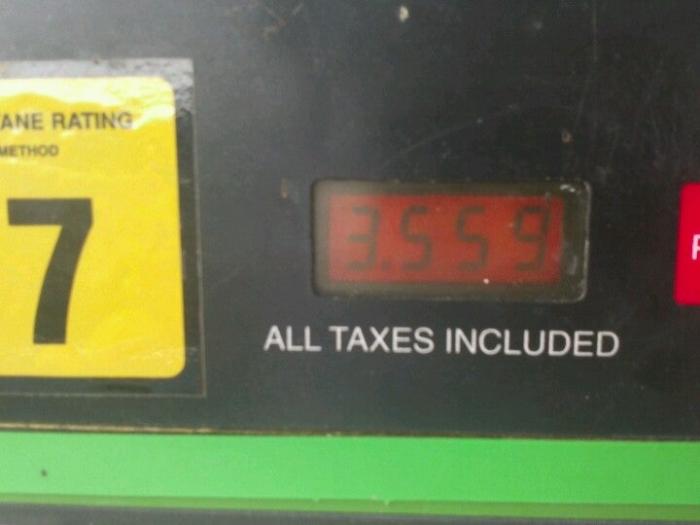 ANE RATING
METHOD
7
3.559
ALL TAXES INCLUDED